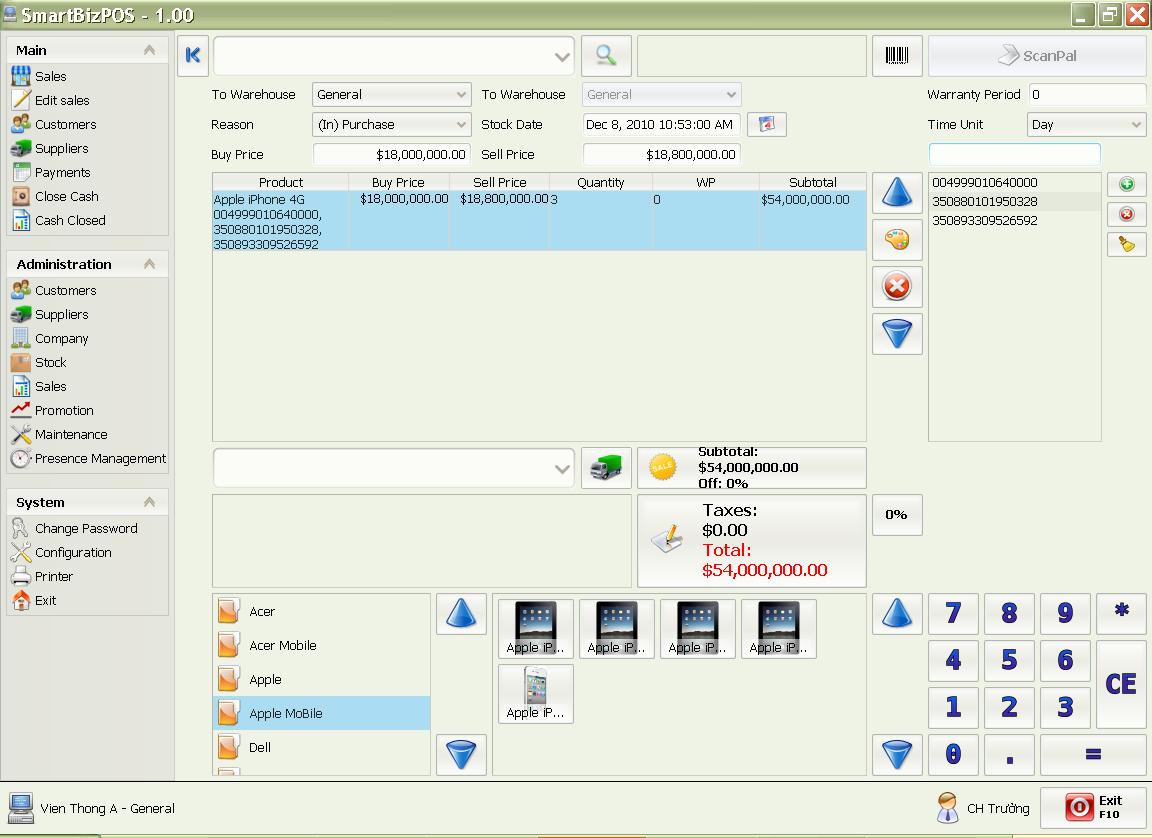 SmartBizPOS - 1.00
Main
Sales
Edit sales
Customers
Suppliers
Payments
Close Cash
Cash Closed
Administration
Customers
Suppliers
Company
Stock
Sales
Promotion
Maintenance
Presence Management
System
Change Password
Configuration
Printer
Exit
K
ScanPal
To Warehouse General To Warehouse General Warranty Period 0
Reason (In) Purchase Stock Date Dec 8, 2010 10:53:00 AM Time Unit Day
Buy Price $18,000,000.00 Sell Price $18,800,000.00
Product Buy Price Sell Price Quantity WP Subtotal
Apple iPhone 4G $18,000,000.00 $18,800,000.00 3 0 $54,000,000.00
004999010640000,
350880101950328,
350893309526592
004999010640000
350880101950328
350893309526592
SALE
Subtotal:
$54,000,000.00
Off: 0%
Taxes:
$0.00
Total:
$54,000,000.00
0%
Acer
Acer Mobile
Apple
Apple MoBile
Dell
Apple iP... Apple iP... Apple iP... Apple iP...
Apple iP...
7 8 9 *
4 5 6 CE
1 2 3
0 . =
Vien Thong A - General
CH Trưởng
Exit
F10